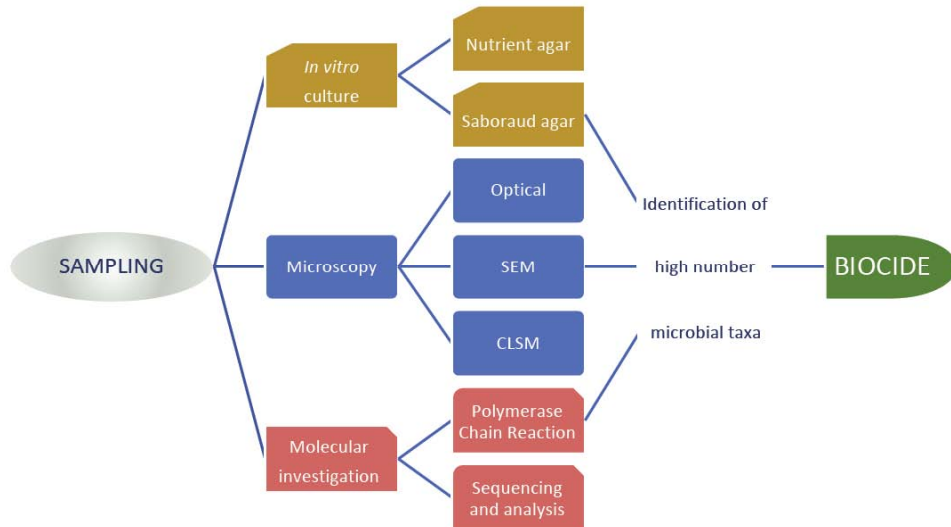 SAMPLING
In vitro
culture
Nutrient agar
Saboraud agar
Microscopy
Optical
SEM
CLSM
Molecular
investigation
Polymerase
Chain Reaction
Sequencing
and analysis
Identification of
high number
microbial taxa
BIOCIDE